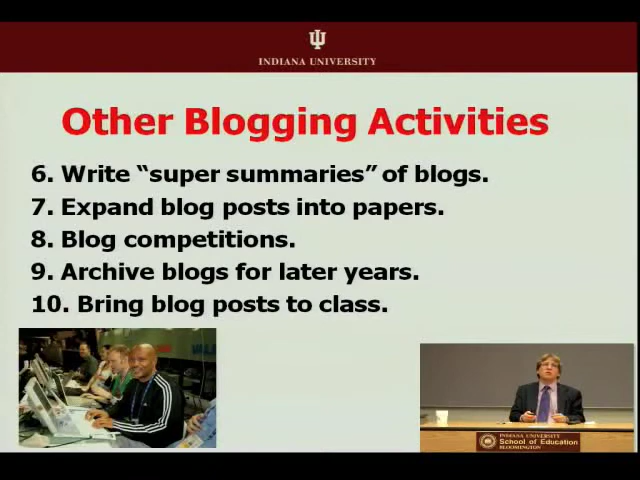 INDIANA UNIVERSITY
Other Blogging Activities
6. Write “super summaries” of blogs.
7. Expand blog posts into papers.
8. Blog competitions.
9. Archive blogs for later years.
10. Bring blog posts to class.
INDIANA UNIVERSITY
School of Education
BLOOMINGTON